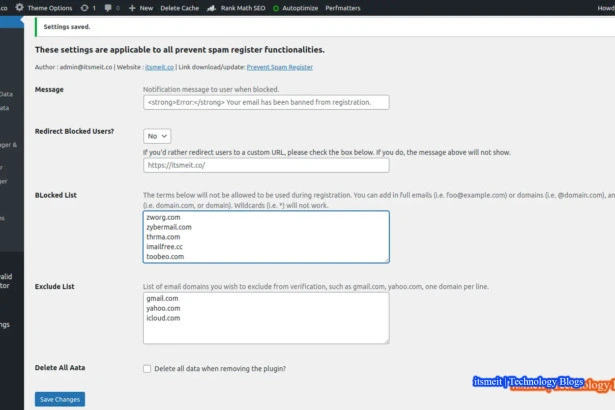 .co Theme Options 1 0 New Delete Cache Rank Math SEO Autoptimize Perfmatters Howd
Settings saved.
These settings are applicable to all prevent spam register functionalities.
Author : admin@itsmeit.co | Website : itsmeit.co | Link download/update: Prevent Spam Register
Message
Notification message to user when blocked.
<strong>Error:</strong> Your email has been banned from registration.
Redirect Blocked Users?
No
If you'd rather redirect users to a custom URL, please check the box below. If you do, the message above will not show.
https://itsmeit.co/
BLocked List
The terms below will not be allowed to be used during registration. You can add in full emails (i.e. foo@example.com) or domains (i.e. @domain.com), an
(i.e. domain.com, or domain). Wildcards (i.e. *) will not work.
zworg.com
zybermail.com
thrma.com
imailfree.cc
toobeo.com
Exclude List
List of email domains you wish to exclude from verification, such as gmail.com, yahoo.com, one domain per line.
gmail.com
yahoo.com
icloud.com
Delete All Aata
Delete all data when removing the plugin?
Save Changes
Data
ata
ger &
r
ger
ns
valid
tor
ngs
itsmeit | Technology Blogs